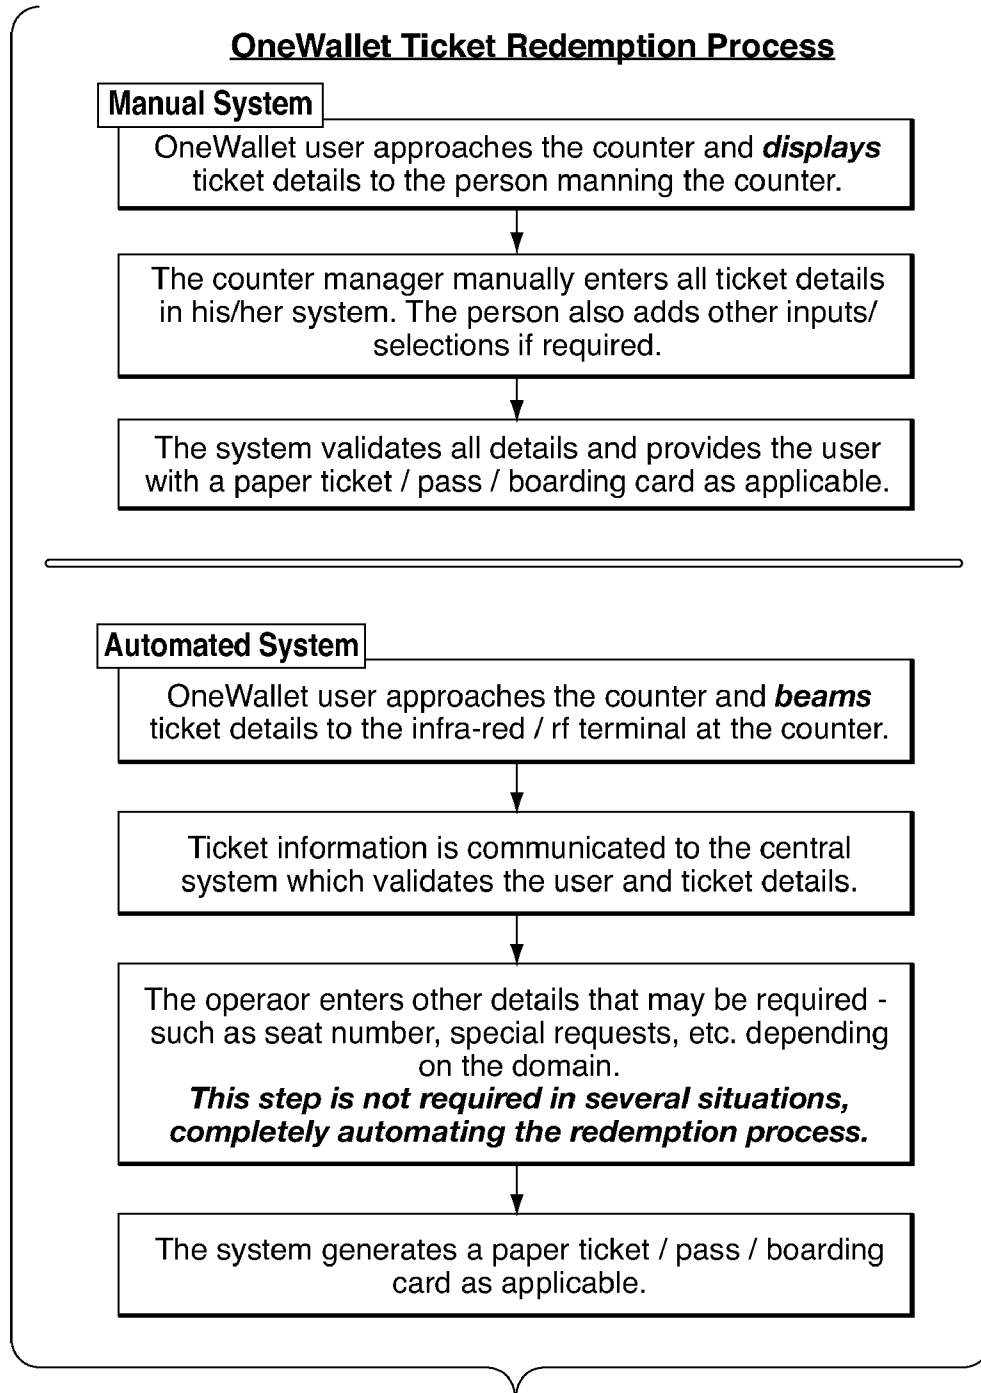 OneWallet Ticket Redemption Process
Manual System
OneWallet user approaches the counter and displays
ticket details to the person manning the counter.
The counter manager manually enters all ticket details
in his/her system. The person also adds other inputs/
selections if required.
The system validates all details and provides the user
with a paper ticket / pass / boarding card as applicable.
Automated System
OneWallet user approaches the counter and beams
ticket details to the infra-red / rf terminal at the counter.
Ticket information is communicated to the central
system which validates the user and ticket details.
The operaor enters other details that may be required -
such as seat number, special requests, etc. depending
on the domain.
This step is not required in several situations,
completely automating the redemption process.
The system generates a paper ticket / pass / boarding
card as applicable.